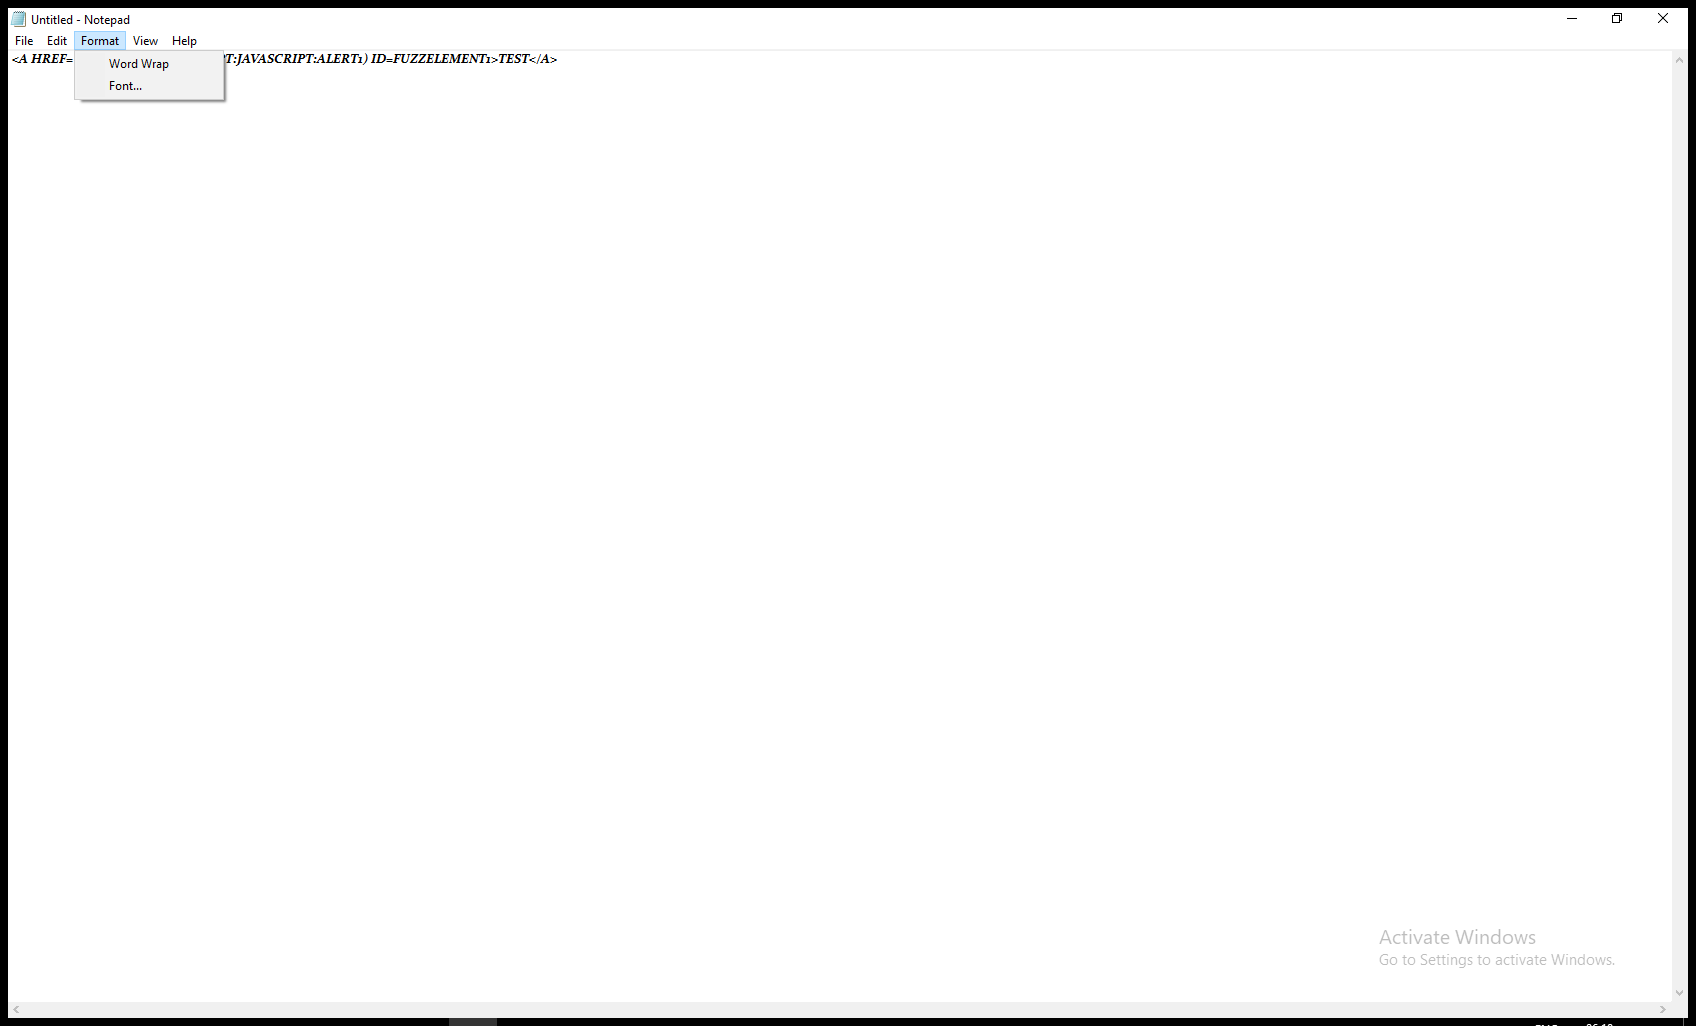 Untitled - Notepad
File Edit Format View Help
<A HREF= T:JAVASCRIPT:ALERT1) ID=FUZZELEMENT1>TEST</A>
Word Wrap
Font...
Activate Windows
Go to Settings to activate Windows.